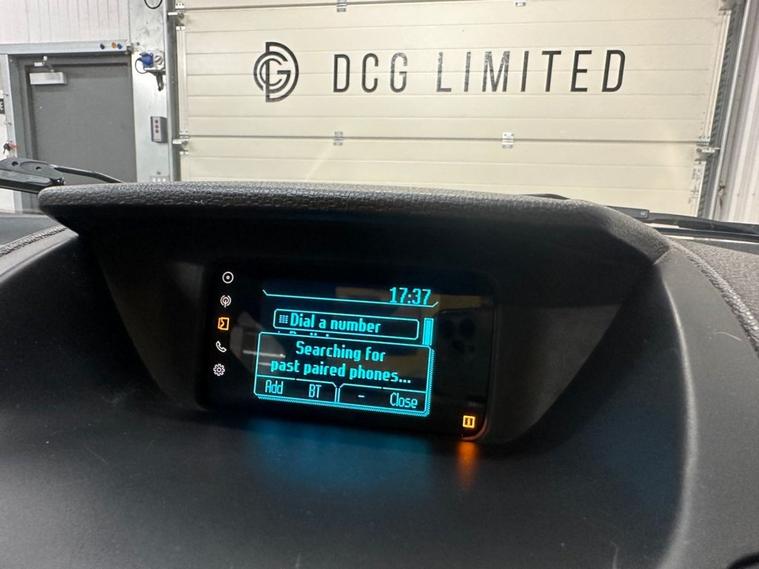 DCG LIMITED
17:37
Dial a number
Searching for
past paired phones...
Add BT - Close